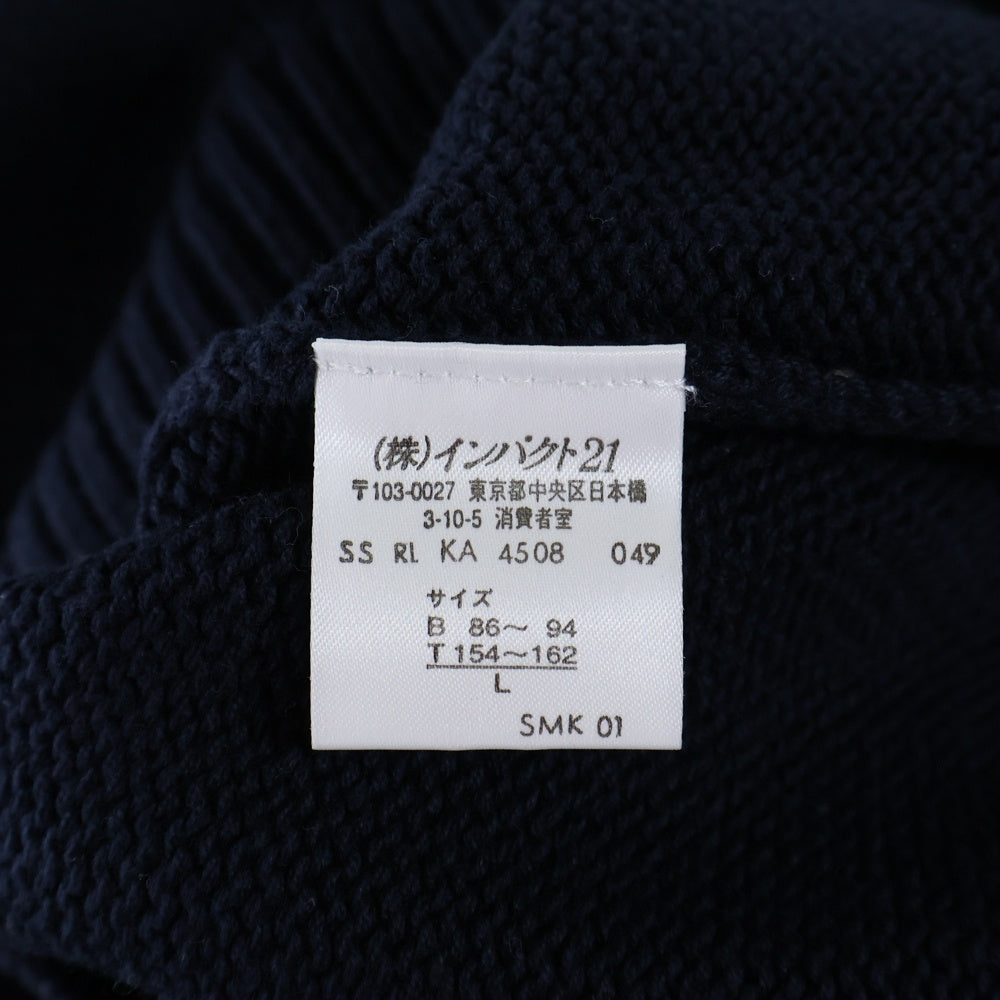 (株)インパクト21
〒103-0027 東京都中央区日本橋
3-10-5 消費者室
SS RL KA 4508 049
サイズ
B 86～ 94
T 154～162
L
SMK 01